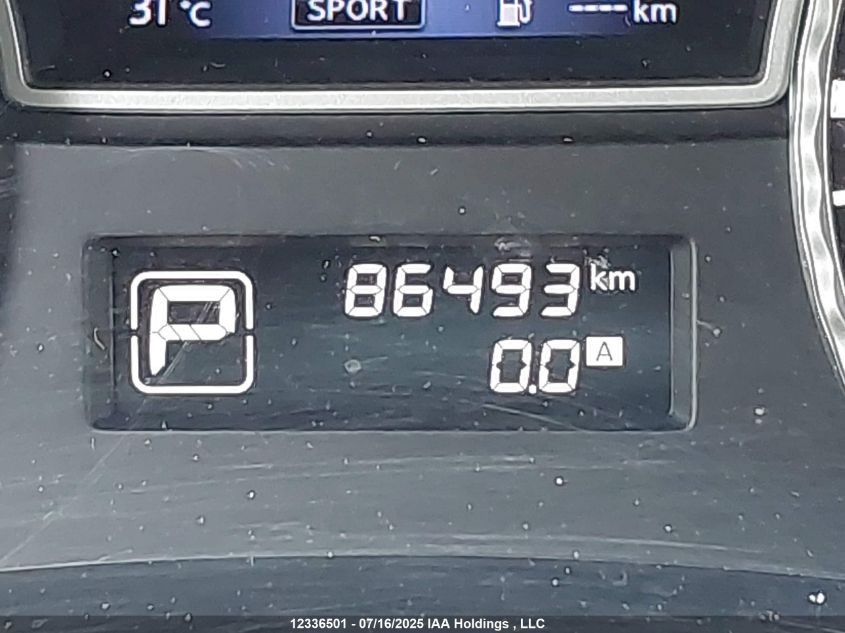 31°C SPORT ---- km
P 86493 km
0.0 A
12336501 - 07/16/2025 IAA Holdings , LLC